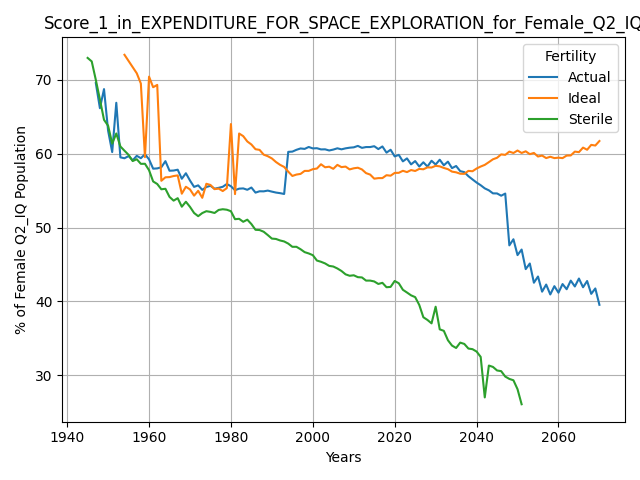 Score_1_in_EXPENDITURE_FOR_SPACE_EXPLORATION_for_Female_Q2_IQ
Fertility
Actual
Ideal
Sterile
% of Female Q2_IQ Population
70
60
50
40
30
1940 1960 1980 2000 2020 2040 2060
Years